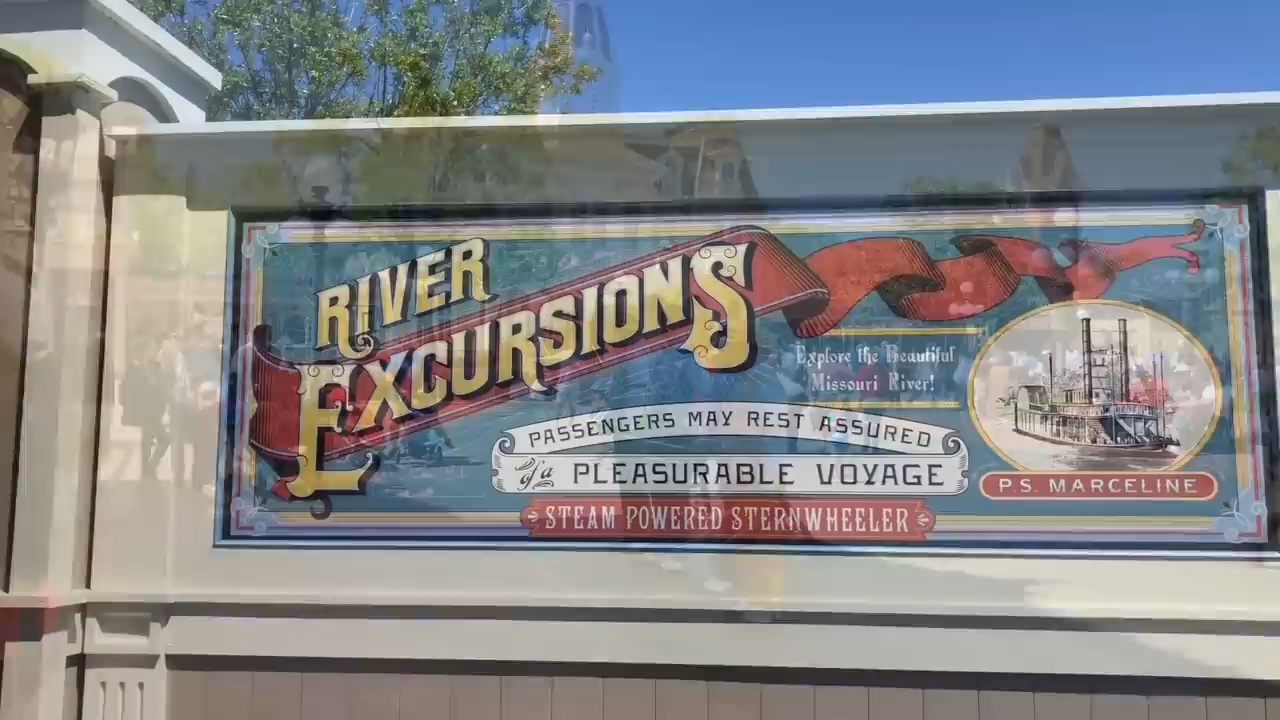 RIVER
EXCURSIONS
Explore the Beautiful
Missouri River!
PASSENGERS MAY REST ASSURED
of a PLEASURABLE VOYAGE
STEAM POWERED STERNWHEELER
P.S. MARCELINE